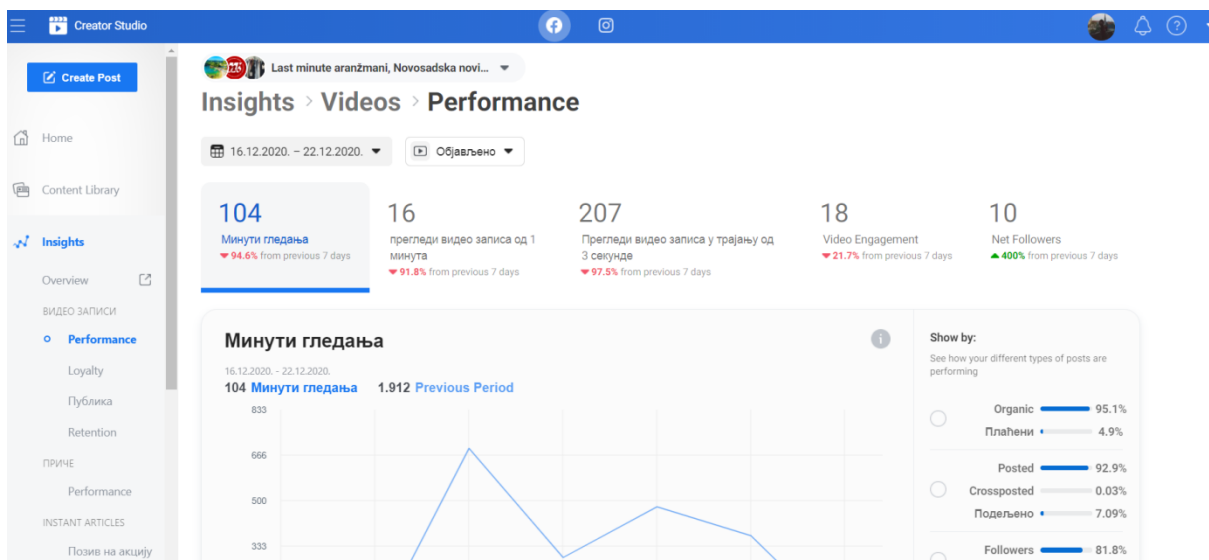 Creator Studio
Create Post
Home
Content Library
Insights
Overview
ВИДЕО ЗАПИСИ
Performance
Loyalty
Публика
Retention
ПРИЧЕ
Performance
INSTANT ARTICLES
Позив на акцију
Last minute aranžmani, Novosadska novi...
Insights > Videos > Performance
16.12.2020. – 22.12.2020.
Објављено
104
Минути гледања
94.6% from previous 7 days
16
прегледи видео записа од 1
минута
91.8% from previous 7 days
207
Прегледи видео записа у трајању од
3 секунде
97.5% from previous 7 days
18
Video Engagement
21.7% from previous 7 days
10
Net Followers
400% from previous 7 days
Минути гледања
16.12.2020. - 22.12.2020.
104 Минути гледања 1.912 Previous Period
833
666
500
333
Show by:
See how your different types of posts are
performing
Organic 95.1%
Плаћени 4.9%
Posted 92.9%
Crossposted 0.03%
Подељено 7.09%
Followers 81.8%